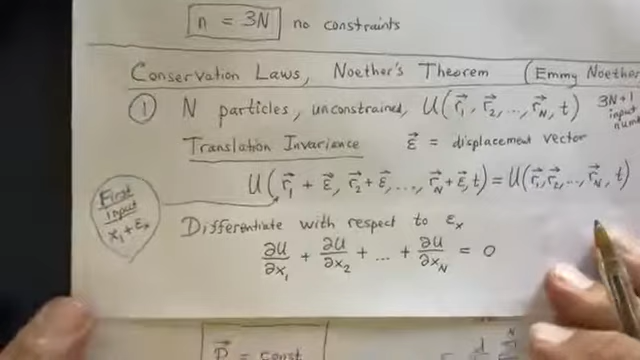 n = 3N no constraints
Conservation Laws, Noether's Theorem (Emmy Noether
① N particles, unconstrained, U(r⃗₁, r⃗₂, .., r⃗_N, t) 3N+1 input
Translation Invariance ε⃗ = displacement vector
U(r⃗₁ + ε⃗, r⃗₂ + ε⃗, ..., r⃗_N + ε⃗, t) = U(r⃗₁, r⃗₂, ..., r⃗_N, t)
First input x₁ + εₓ
Differentiate with respect to εₓ
∂U/∂x₁ + ∂U/∂x₂ + ... + ∂U/∂x_N = 0
P⃗ = const